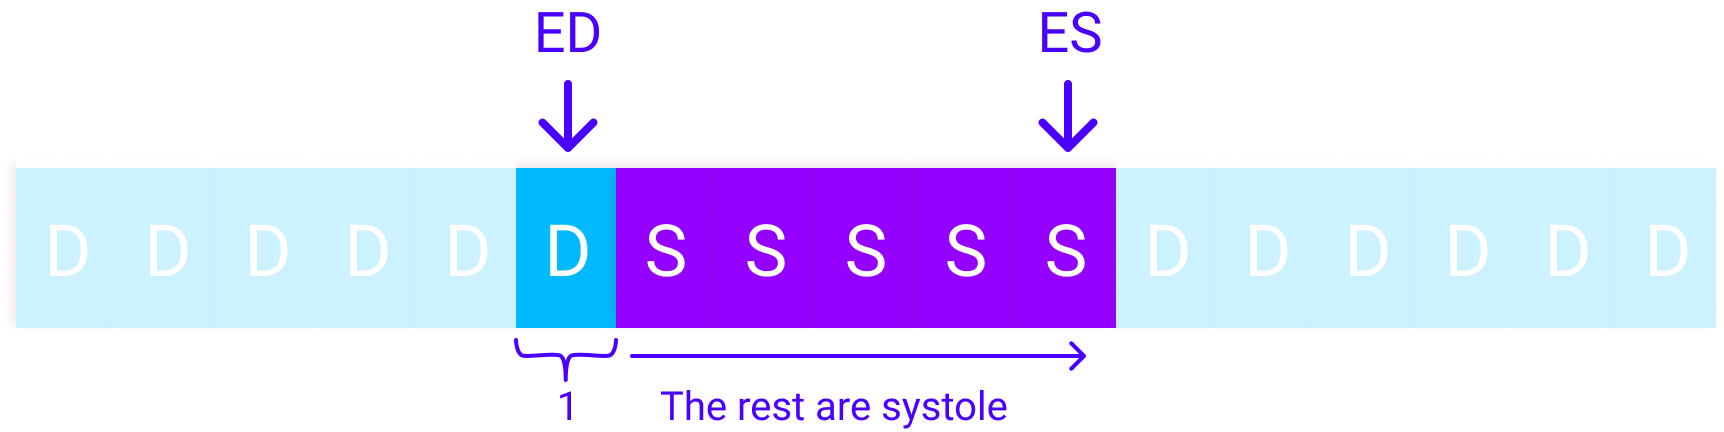 ED ES
D D D D D D S S S S S D D D D D D
1 The rest are systole